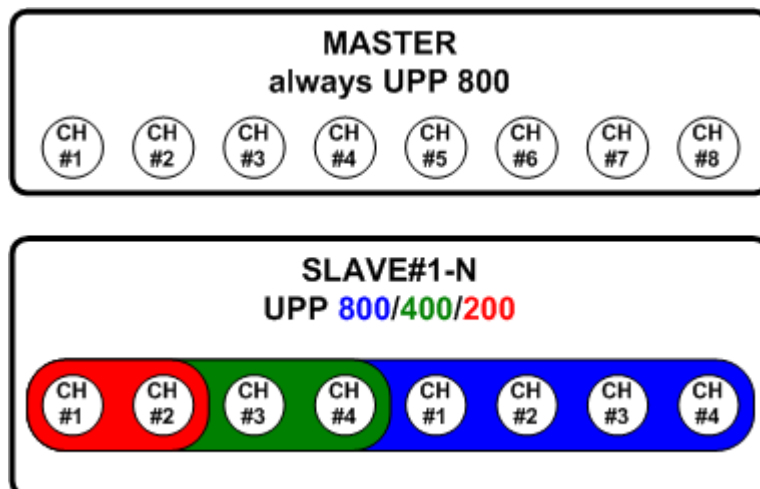 MASTER
always UPP 800
CH #1 CH #2 CH #3 CH #4 CH #5 CH #6 CH #7 CH #8
SLAVE#1-N
UPP 800/400/200
CH #1 CH #2 CH #3 CH #4 CH #1 CH #2 CH #3 CH #4